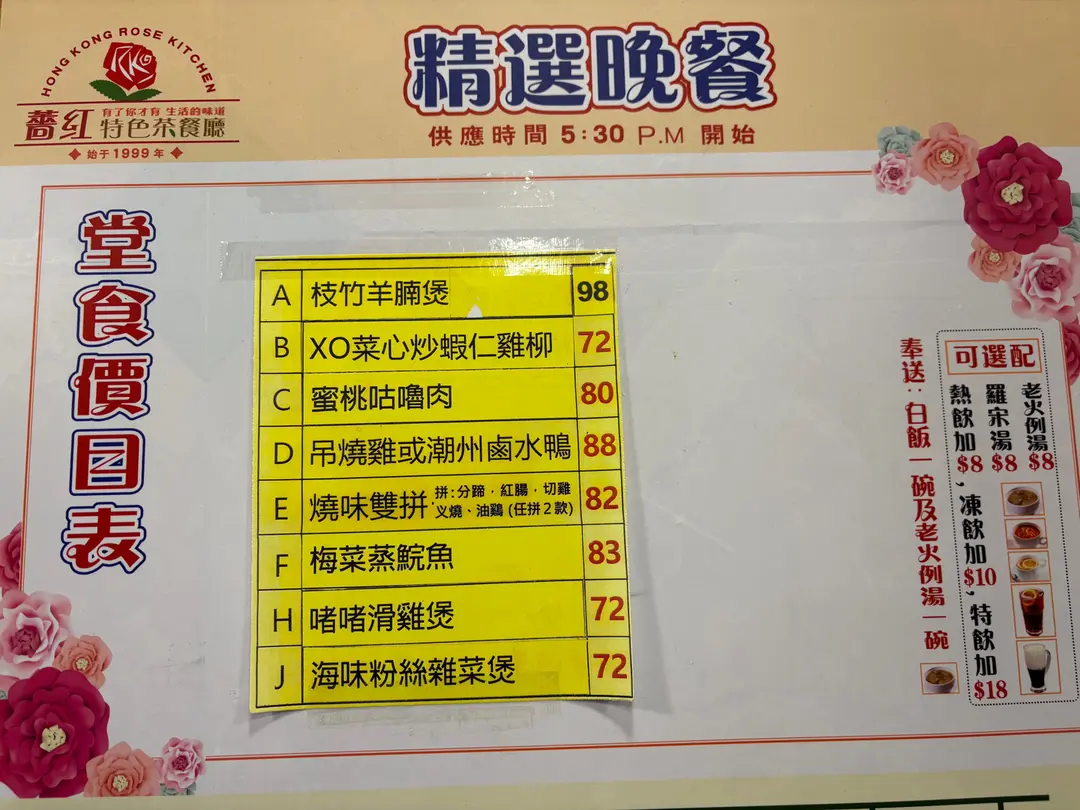 HONG KONG ROSE KITCHEN
RKG
薔紅 有了你才有 生活的味道
特色茶餐廳
始于1999年
精選晚餐
供應時間 5:30 P.M 開始
堂食價目表
A 枝竹羊腩煲 98
B XO菜心炒蝦仁雞柳 72
C 蜜桃咕嚕肉 80
D 吊燒雞或潮州鹵水鴨 88
E 燒味雙拼 拼:分蹄，紅腸，切雞 82
义燒、油鷄 (任拼2款)
F 梅菜蒸鯇魚 83
H 啫啫滑雞煲 72
J 海味粉絲雜菜煲 72
可選配
老火例湯 $8
羅宋湯 $8
熱飲加 $8，凍飲加 $10，特飲加 $18
奉送：白飯一碗及老火例湯一碗